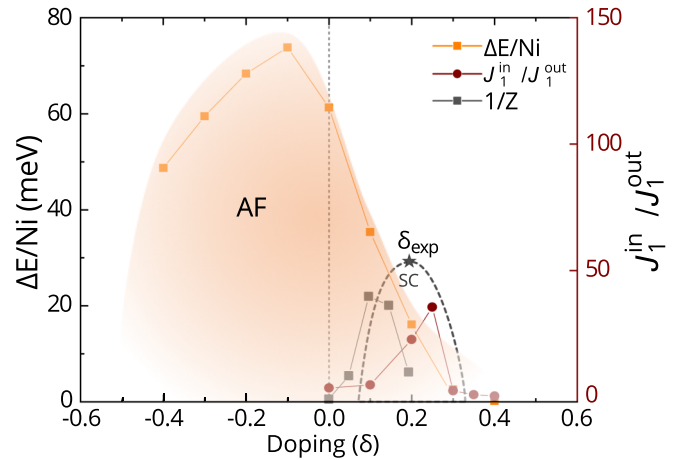 80
60
40
20
0
ΔE/Ni (meV)
-0.6
-0.4
-0.2
0.0
0.2
0.4
0.6
Doping (δ)
150
100
50
0
J₁ⁱⁿ /J₁ᵒᵘᵗ
ΔE/Ni
J₁ⁱⁿ /J₁ᵒᵘᵗ
1/Z
AF
δexp
SC